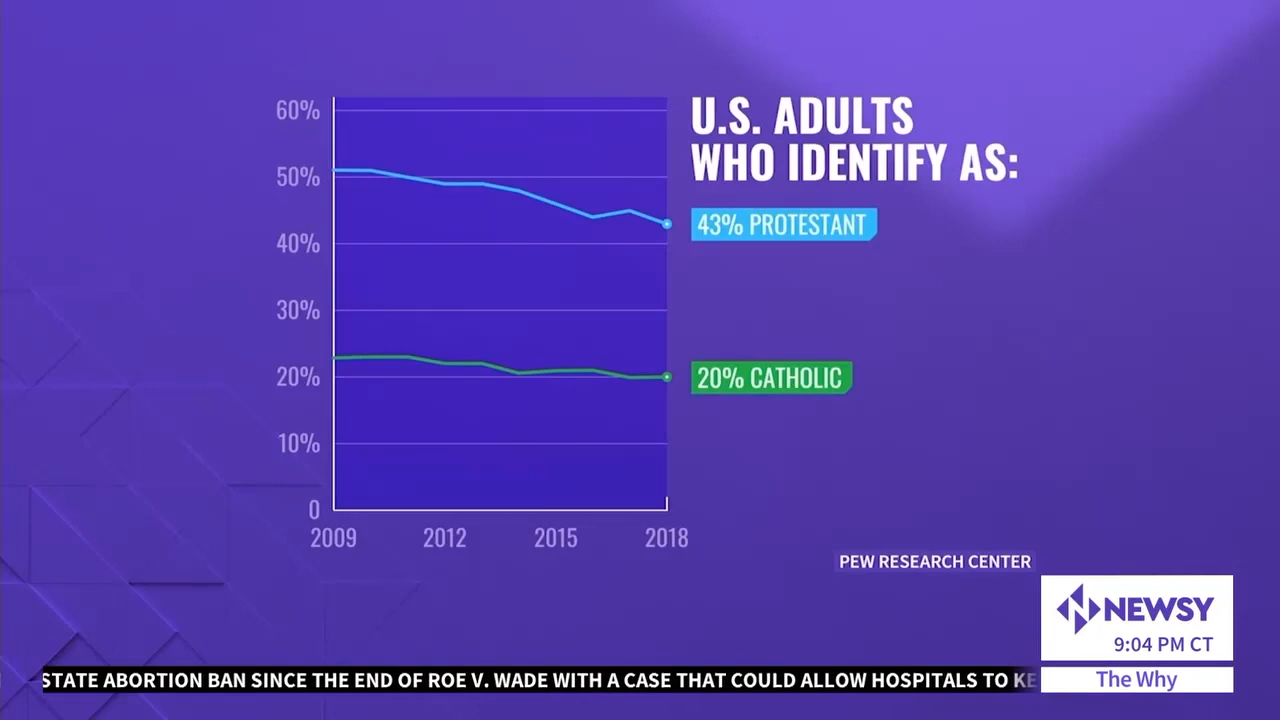 60%
50%
40%
30%
20%
10%
0
2009
2012
2015
2018
U.S. ADULTS
WHO IDENTIFY AS:
43% PROTESTANT
20% CATHOLIC
PEW RESEARCH CENTER
NEWSY
9:04 PM CT
The Why
STATE ABORTION BAN SINCE THE END OF ROE V. WADE WITH A CASE THAT COULD ALLOW HOSPITALS TO KE